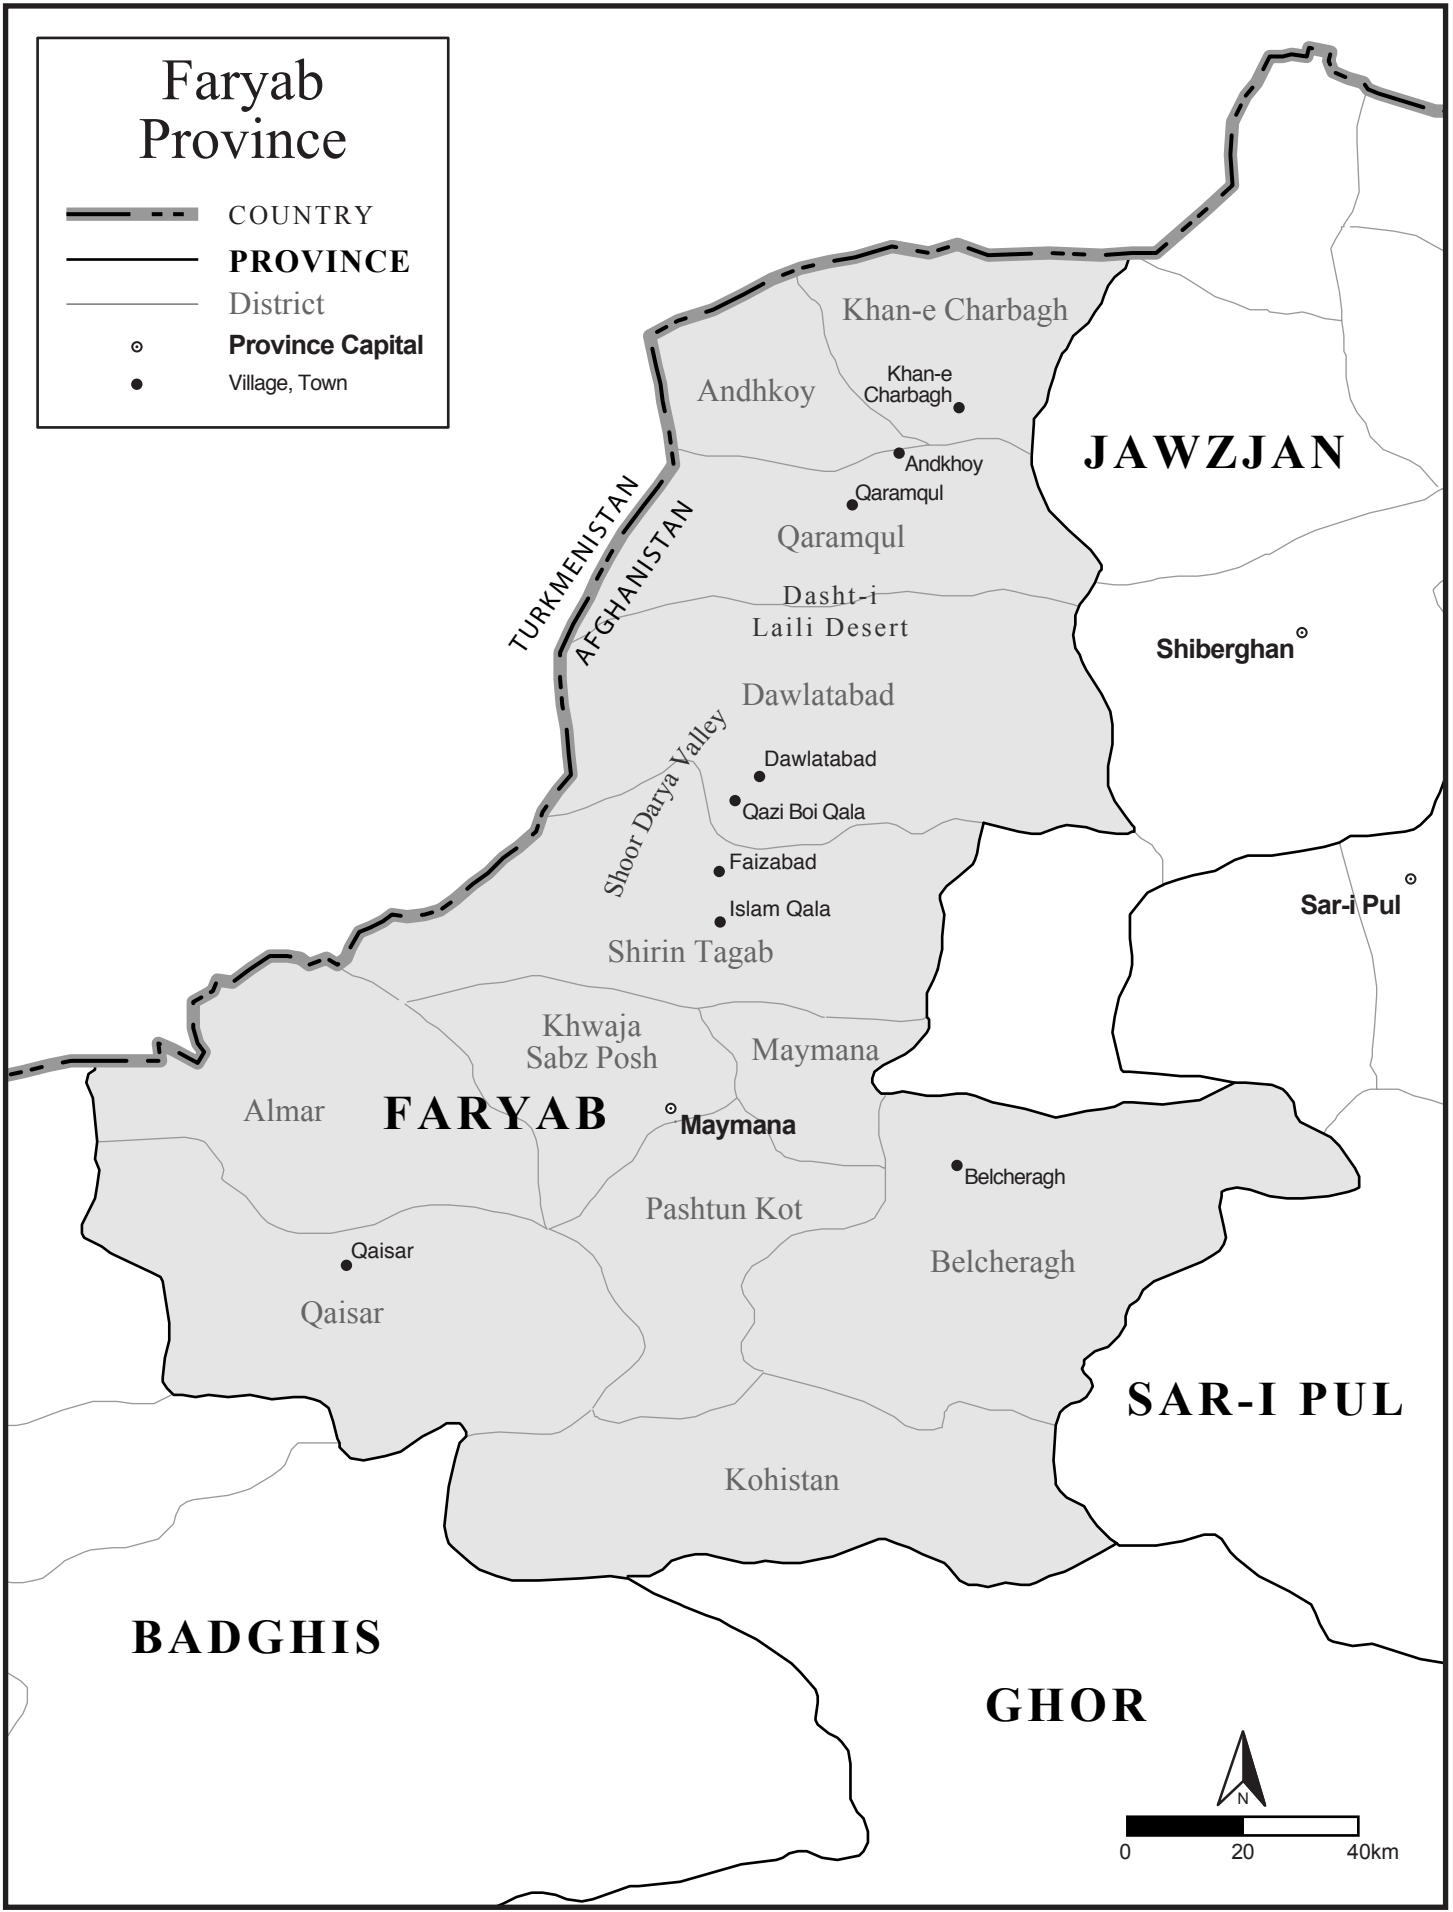 Faryab
Province
COUNTRY
PROVINCE
District
Province Capital
Village, Town
Khan-e Charbagh
Khan-e
Charbagh
Andhkoy
JAWZJAN
Andkhoy
Qaramqul
TURKMENISTAN
AFGHANISTAN
Qaramqul
Dasht-i
Laili Desert
Shiberghan
Dawlatabad
Shoor Darya Valley
Dawlatabad
Qazi Boi Qala
Faizabad
Sar-i Pul
Islam Qala
Shirin Tagab
Khwaja
Sabz Posh
Maymana
Almar
FARYAB
Maymana
Belcheragh
Pashtun Kot
Qaisar
Belcheragh
Qaisar
SAR-I PUL
Kohistan
BADGHIS
GHOR
N
0
20
40km